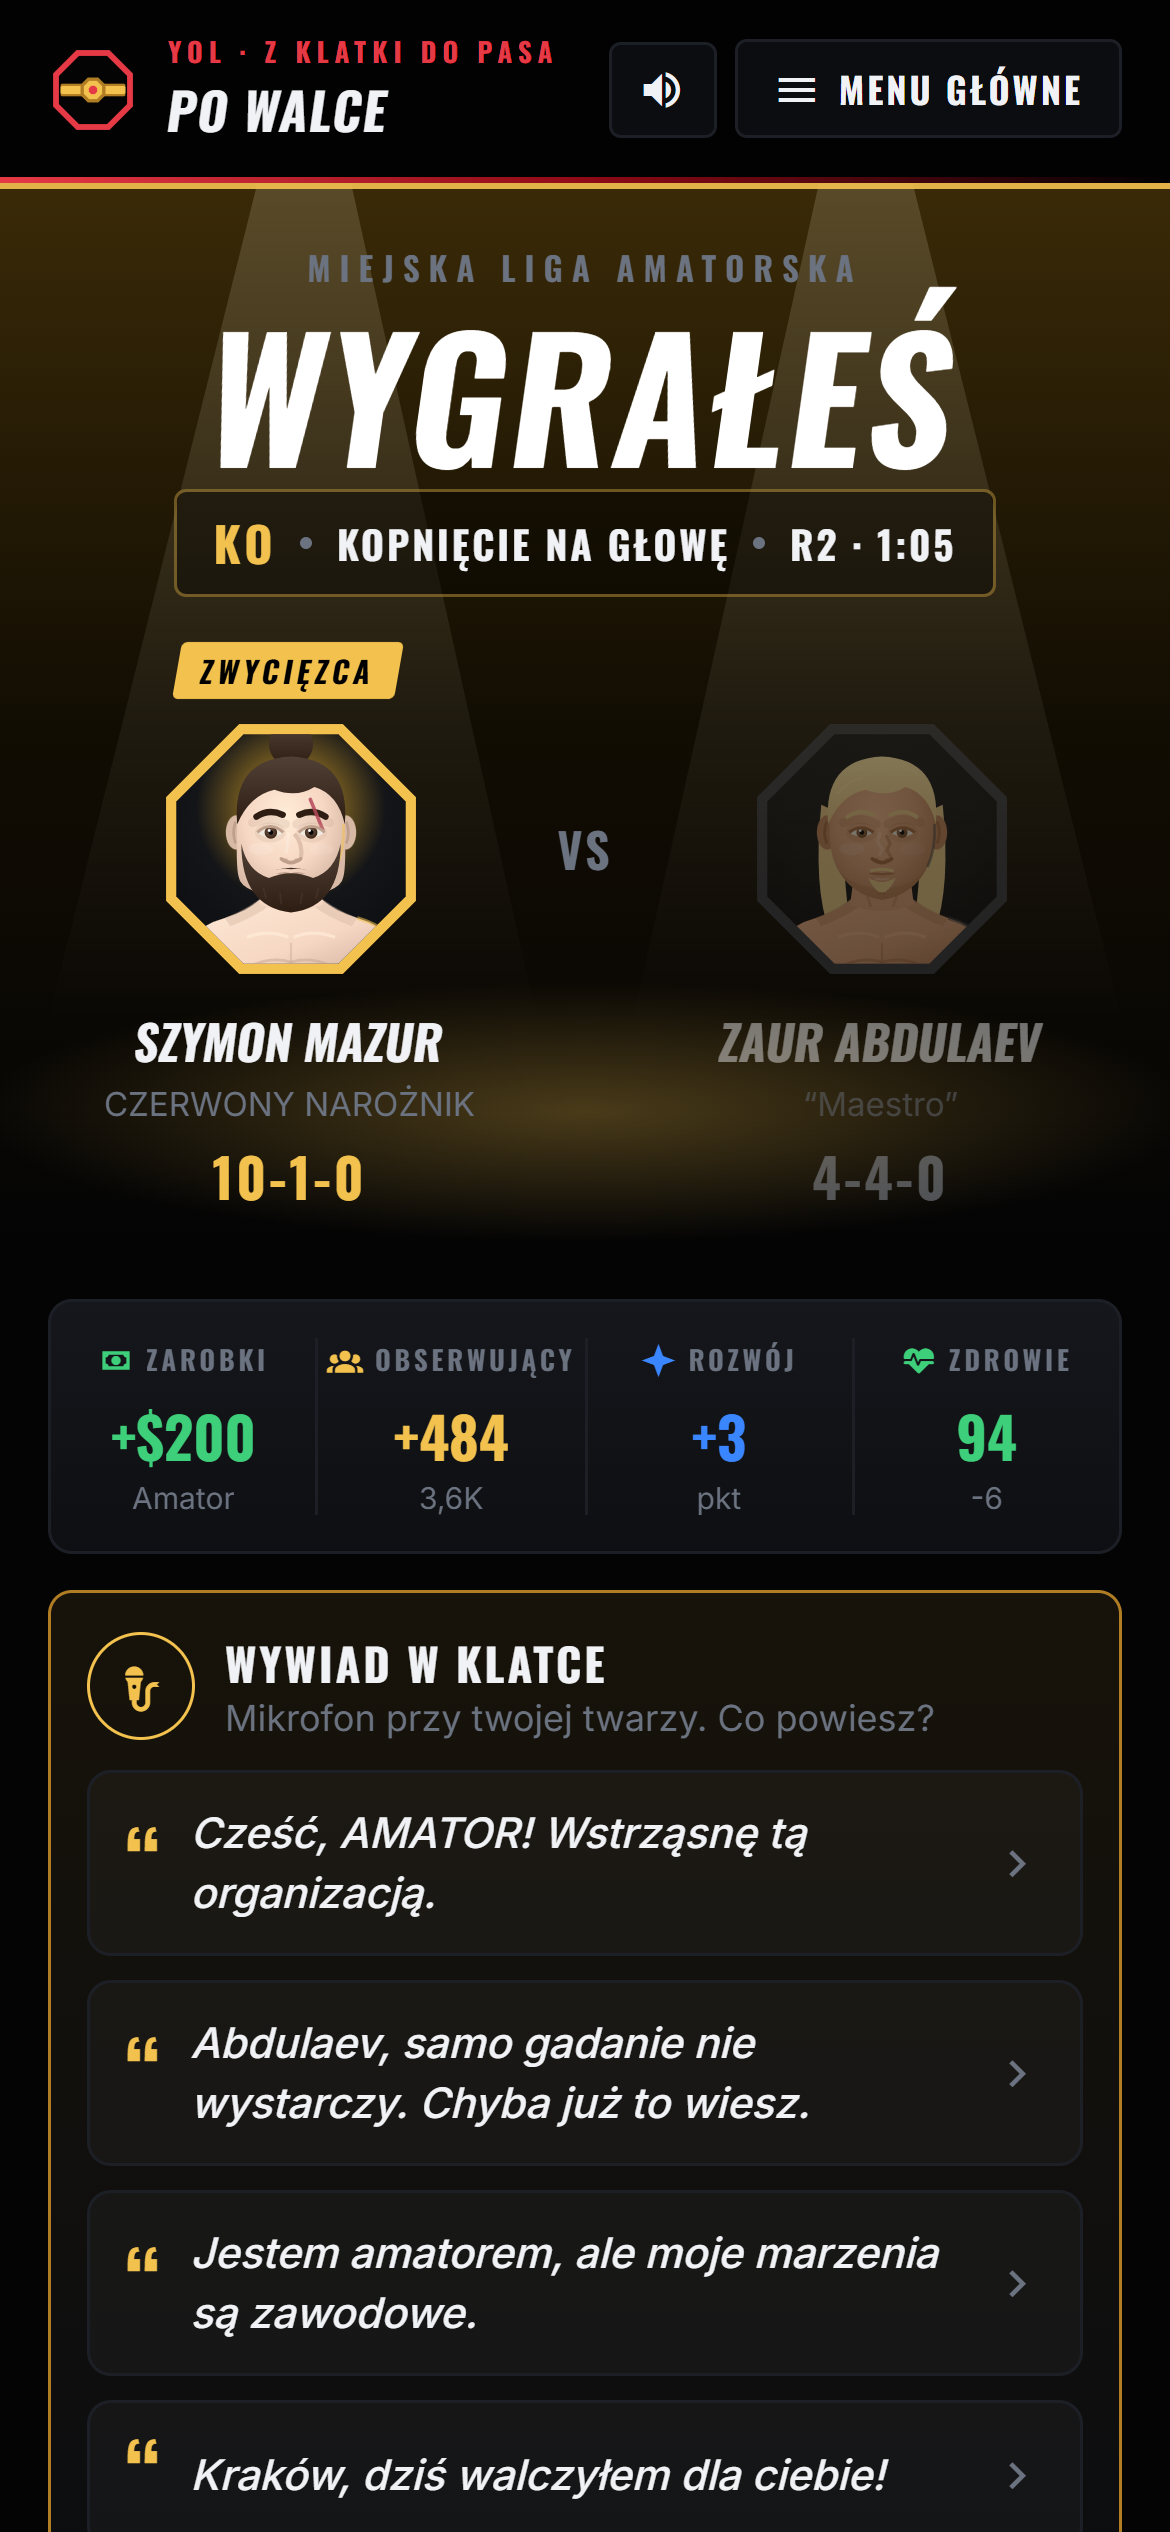 YOL · Z KLATKI DO PASA
PO WALCE
MENU GŁÓWNE
MIEJSKA LIGA AMATORSKA
WYGRAŁEŚ
KO • KOPNIĘCIE NA GŁOWĘ • R2 · 1:05
ZWYCIĘZCA
VS
SZYMON MAZUR
CZERWONY NAROŻNIK
10-1-0
ZAUR ABDULAEV
“Maestro”
4-4-0
ZAROBKI
+$200
Amator
OBSERWUJĄCY
+484
3,6K
ROZWÓJ
+3
pkt
ZDROWIE
94
-6
WYWIAD W KLATCE
Mikrofon przy twojej twarzy. Co powiesz?
“ Cześć, AMATOR! Wstrząsnę tą
organizacją.
“ Abdulaev, samo gadanie nie
wystarczy. Chyba już to wiesz.
“ Jestem amatorem, ale moje marzenia
są zawodowe.
“ Kraków, dziś walczyłem dla ciebie!